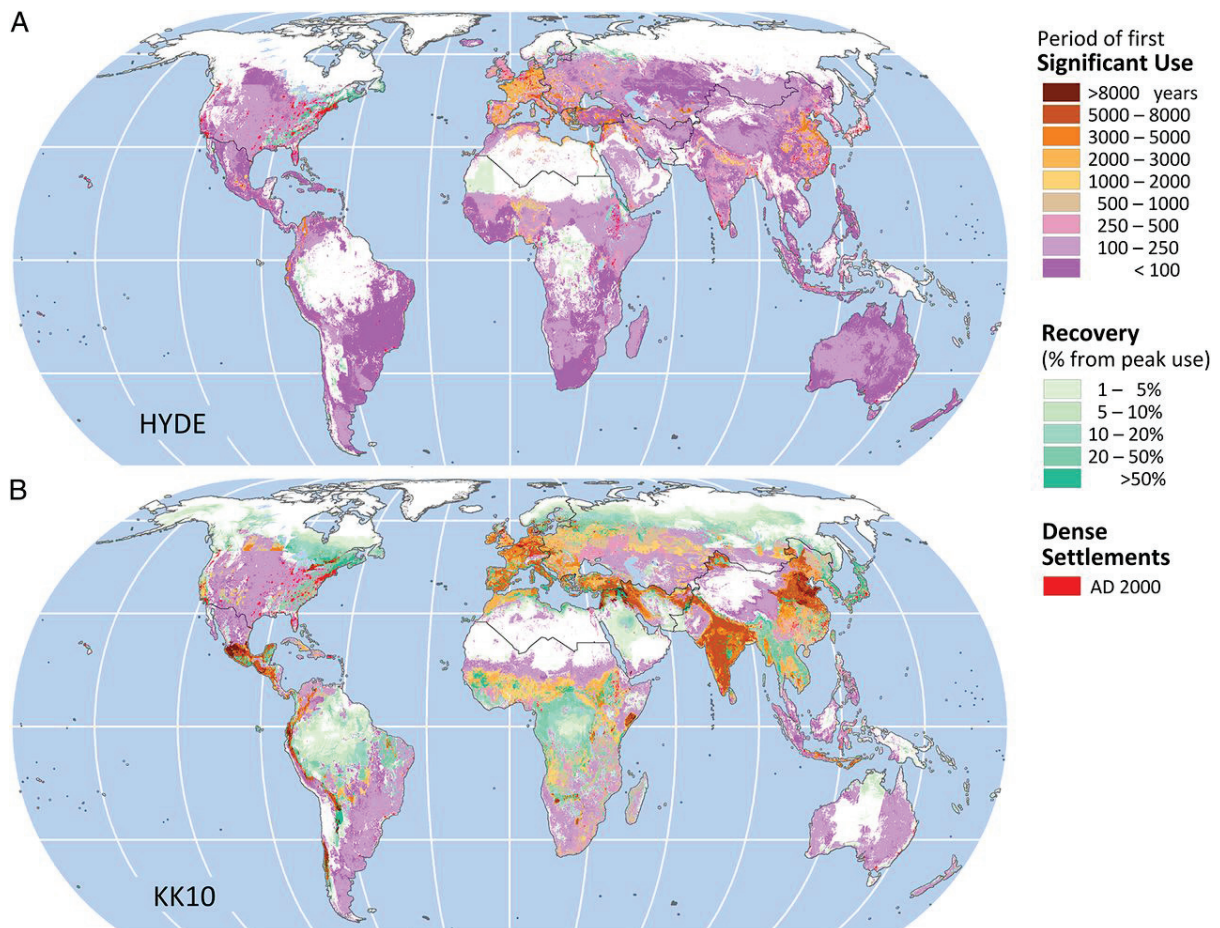 A
HYDE
B
KK10
Period of first
Significant Use
>8000 years
5000 – 8000
3000 – 5000
2000 – 3000
1000 – 2000
500 – 1000
250 – 500
100 – 250
< 100
Recovery
(% from peak use)
1 – 5%
5 – 10%
10 – 20%
20 – 50%
>50%
Dense
Settlements
AD 2000